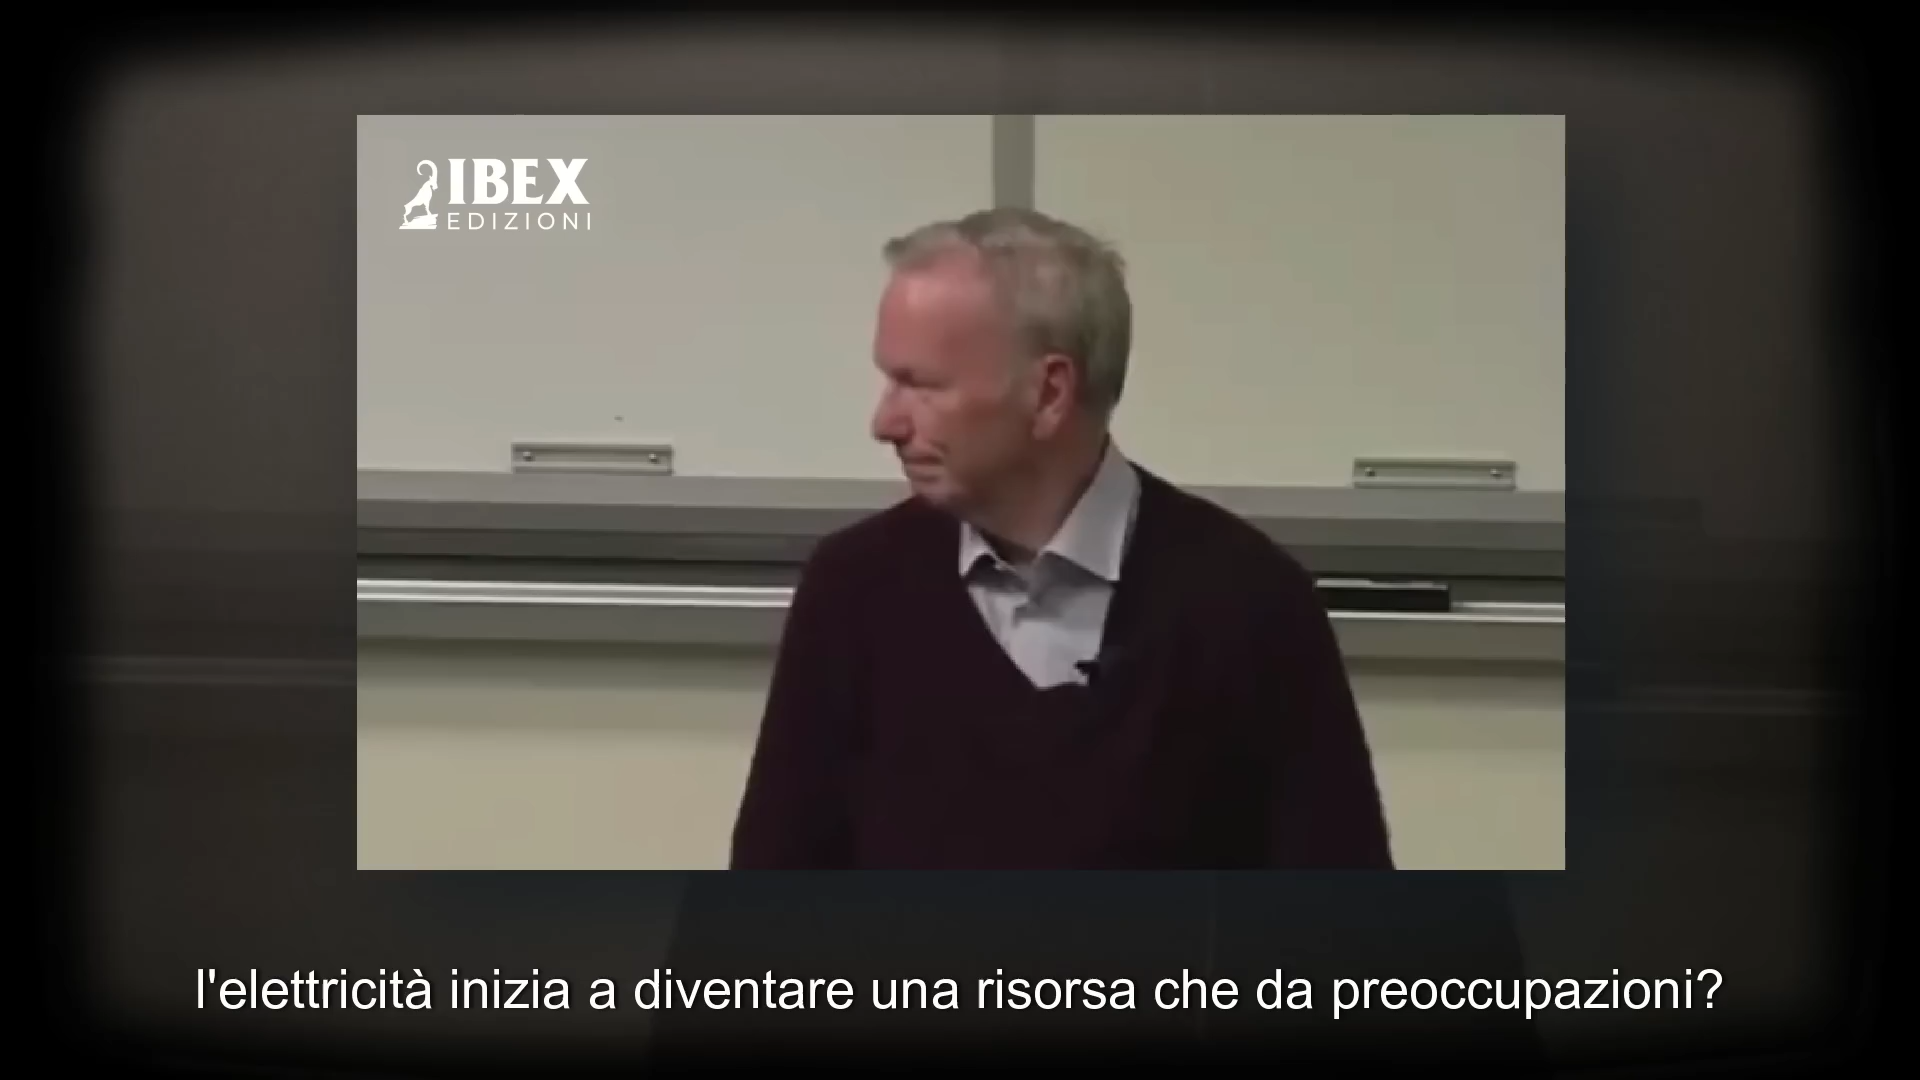 IBEX
EDIZIONI
l'elettricità inizia a diventare una risorsa che da preoccupazioni?